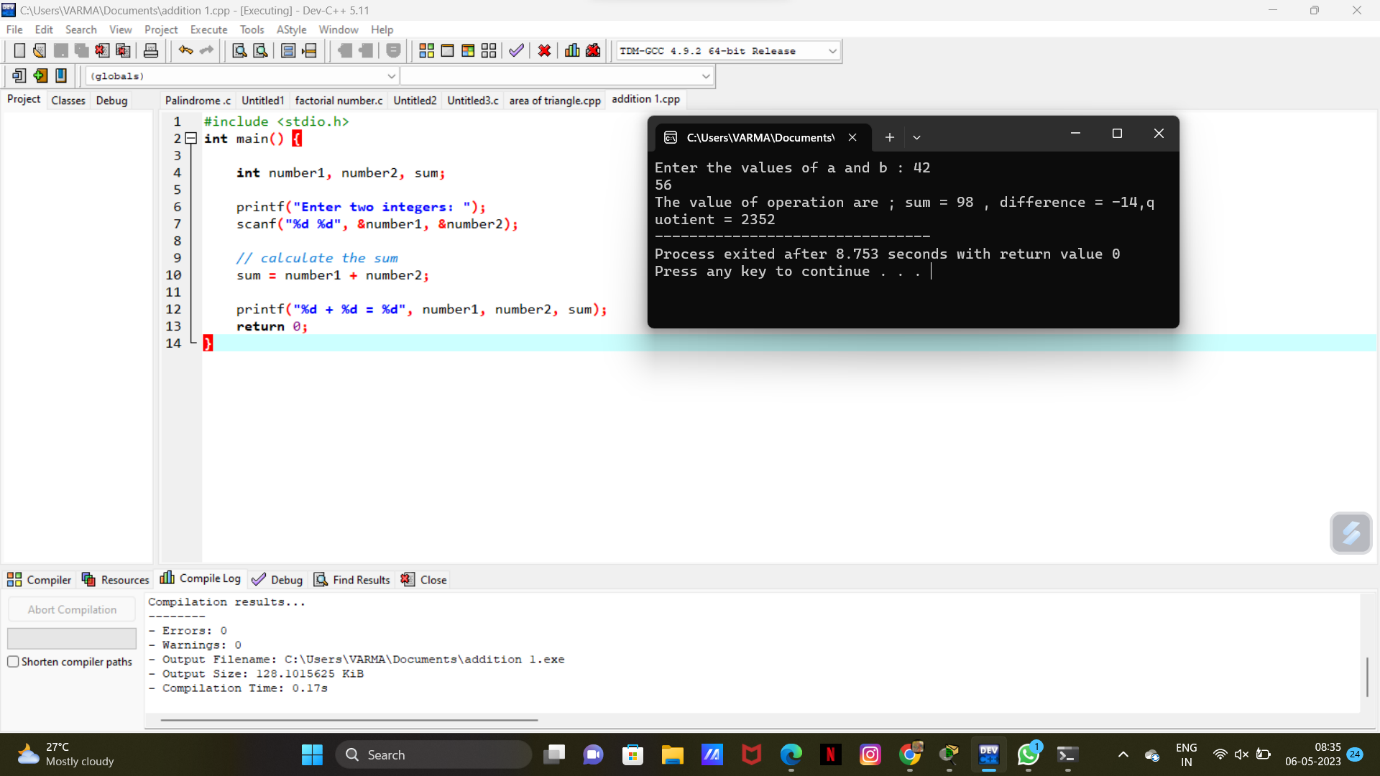 C:\Users\VARMA\Documents\addition 1.cpp - [Executing] - Dev-C++ 5.11
File Edit Search View Project Execute Tools AStyle Window Help
TDM-GCC 4.9.2 64-bit Release
(globals)
Project Classes Debug
Palindrome .c Untitled1 factorial number.c Untitled2 Untitled3.c area of triangle.cpp addition 1.cpp
1 #include <stdio.h>
2 int main() {
3
4 int number1, number2, sum;
5
6 printf("Enter two integers: ");
7 scanf("%d %d", &number1, &number2);
8
9 // calculate the sum
10 sum = number1 + number2;
11
12 printf("%d + %d = %d", number1, number2, sum);
13 return 0;
14 }
C:\Users\VARMA\Documents\
Enter the values of a and b : 42
56
The value of operation are ; sum = 98 , difference = -14,q
uotient = 2352
--------------------------------
Process exited after 8.753 seconds with return value 0
Press any key to continue . . .
Compiler Resources Compile Log Debug Find Results Close
Abort Compilation
Shorten compiler paths
Compilation results...
--------
- Errors: 0
- Warnings: 0
- Output Filename: C:\Users\VARMA\Documents\addition 1.exe
- Output Size: 128.1015625 KiB
- Compilation Time: 0.17s
27°C
Mostly cloudy
Search
DEV
1
ENG
IN
08:35
06-05-2023
24